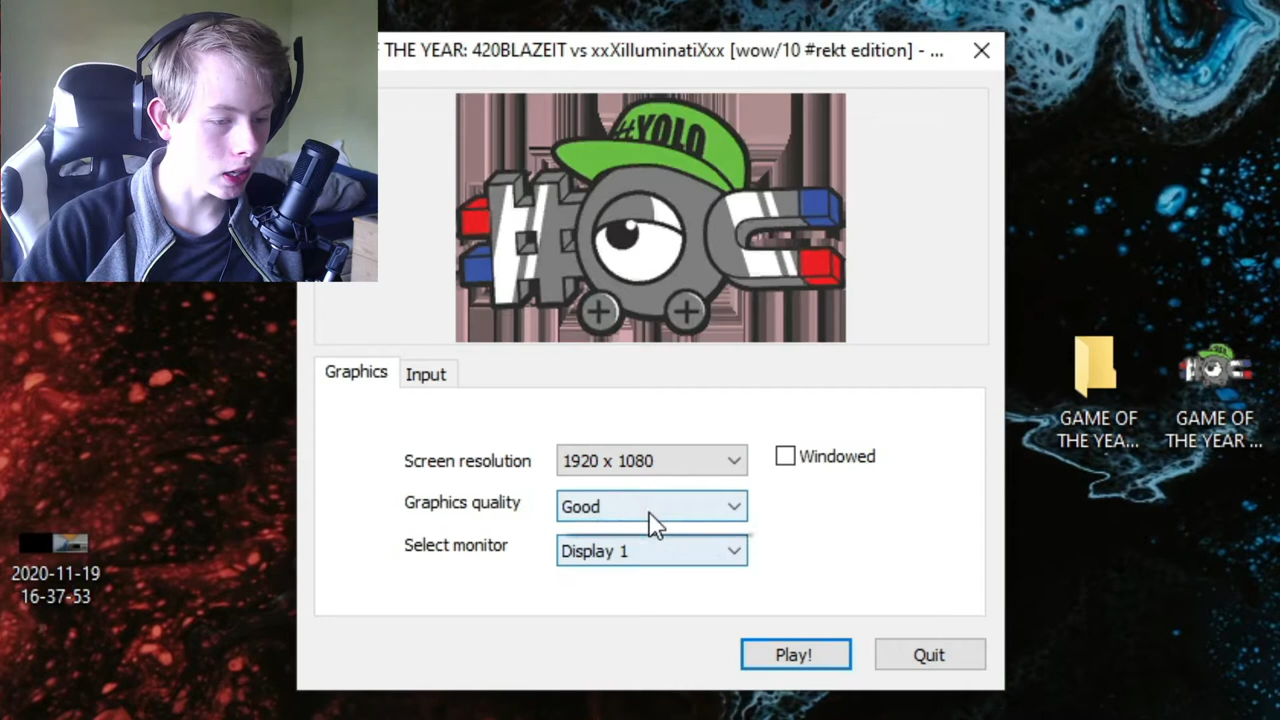 THE YEAR: 420BLAZEIT vs xxXilluminatiXxx [wow/10 #rekt edition] - ...
#YOLO
Graphics
Input
Screen resolution
1920 x 1080
Windowed
Graphics quality
Good
Select monitor
Display 1
Play!
Quit
GAME OF
THE YEA...
GAME OF
THE YEAR ...
2020-11-19
16-37-53